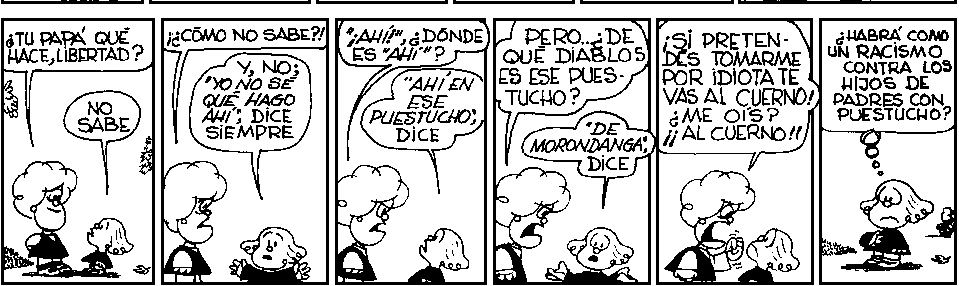 ¿TU PAPÁ QUÉ
HACE, LIBERTAD?
NO
SABE
¡¿CÓMO NO SABE?!
Y, NO;
"YO NO SÉ
QUÉ HAGO
AHÍ", DICE
SIEMPRE
"¡AHÍ!", ¿DÓNDE
ES "AHÍ"?
"AHÍ EN
ESE
PUESTUCHO",
DICE
PERO...¿DE
QUÉ DIABLOS
ES ESE PUES-
TUCHO?
"DE
MORONDANGA",
DICE
¡SI PRETEN-
DÉS TOMARME
POR IDIOTA TE
VAS AL CUERNO!
¿ME OÍS?
¡¡AL CUERNO!!
¿HABRÁ COMO
UN RACISMO
CONTRA LOS
HIJOS DE
PADRES CON
PUESTUCHO?